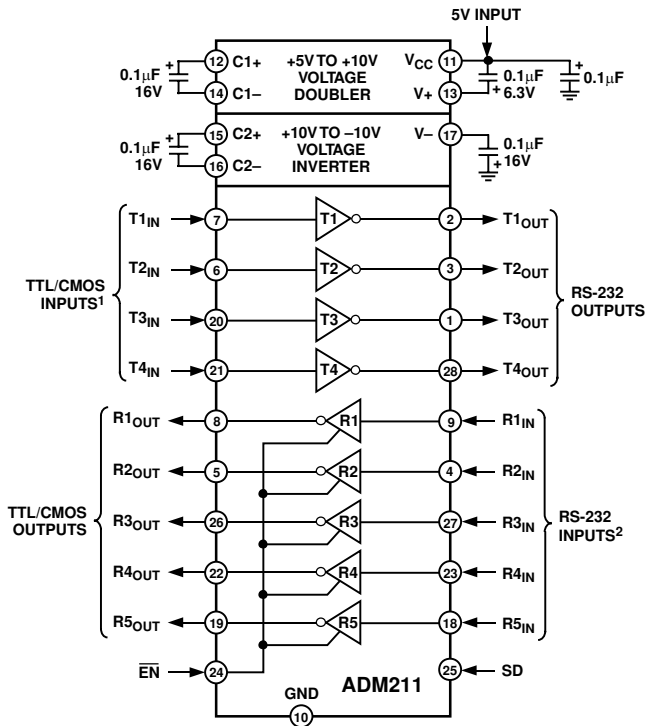 5V INPUT
0.1µF
16V
12
C1+
14
C1–
+5V TO +10V
VOLTAGE
DOUBLER
VCC
11
V+
13
+
0.1µF
6.3V
+
0.1µF
+
0.1µF
16V
15
C2+
16
C2–
+10V TO –10V
VOLTAGE
INVERTER
V–
17
0.1µF
16V
+
+
TTL/CMOS
INPUTS1
T1IN
7
T1
2
T1OUT
T2IN
6
T2
3
T2OUT
T3IN
20
T3
1
T3OUT
T4IN
21
T4
28
T4OUT
RS-232
OUTPUTS
TTL/CMOS
OUTPUTS
R1OUT
8
R1
9
R1IN
R2OUT
5
R2
4
R2IN
R3OUT
26
R3
27
R3IN
R4OUT
22
R4
23
R4IN
R5OUT
19
R5
18
R5IN
RS-232
INPUTS2
EN
24
ADM211
25
SD
GND
10